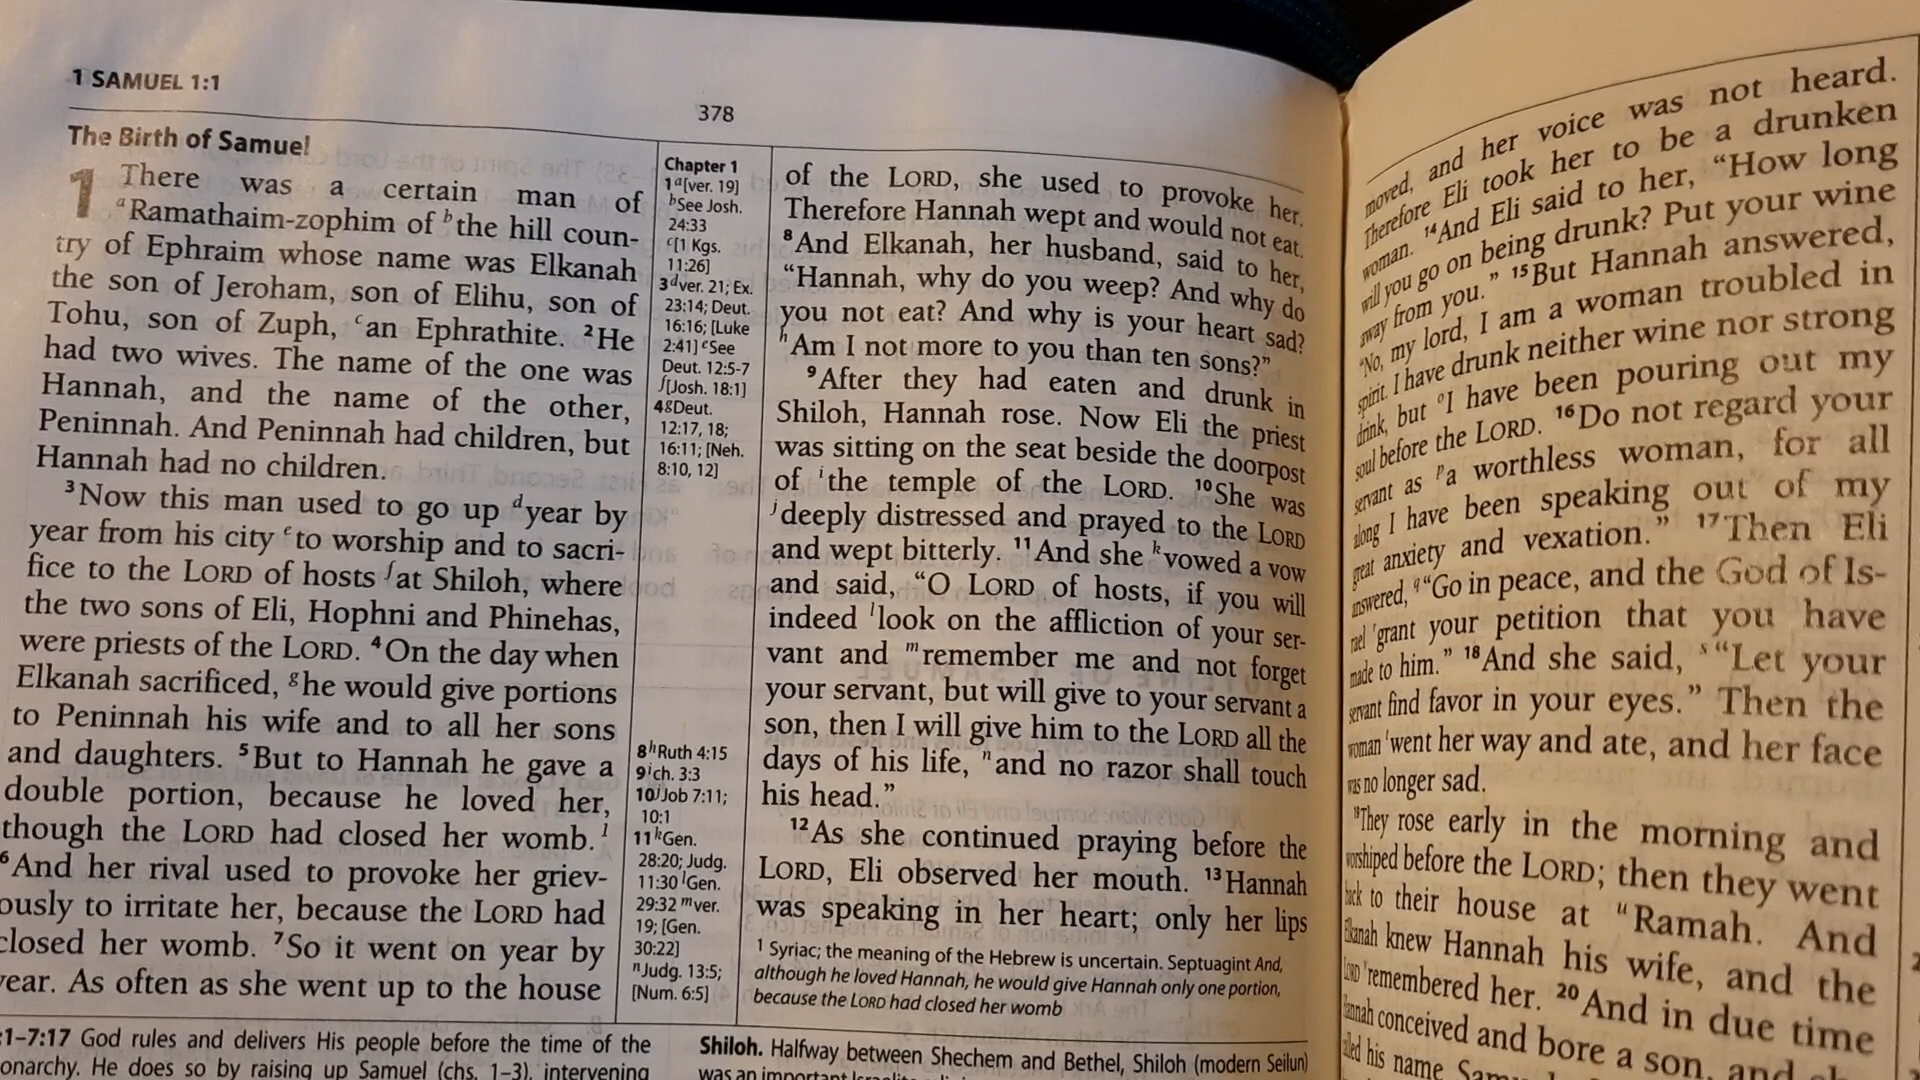 1 SAMUEL 1:1
378
The Birth of Samuel
1 There was a certain man of
ᵃRamathaim-zophim of ᵇthe hill coun-
try of Ephraim whose name was Elkanah
the son of Jeroham, son of Elihu, son of
Tohu, son of Zuph, ᶜan Ephrathite. ²He
had two wives. The name of the one was
Hannah, and the name of the other,
Peninnah. And Peninnah had children, but
Hannah had no children.
³Now this man used to go up ᵈyear by
year from his city ᵉto worship and to sacri-
fice to the LORD of hosts ᶠat Shiloh, where
the two sons of Eli, Hophni and Phinehas,
were priests of the LORD. ⁴On the day when
Elkanah sacrificed, ᵍhe would give portions
to Peninnah his wife and to all her sons
and daughters. ⁵But to Hannah he gave a
double portion, because he loved her,
though the LORD had closed her womb.¹
⁶And her rival used to provoke her griev-
ously to irritate her, because the LORD had
closed her womb. ⁷So it went on year by
year. As often as she went up to the house
Chapter 1
1ᵃ[ver. 19]
ᵇSee Josh.
24:33
ᶜ[1 Kgs.
11:26]
3ᵈver. 21; Ex.
23:14; Deut.
16:16; [Luke
2:41] ᵉSee
Deut. 12:5-7
ᶠ[Josh. 18:1]
4ᵍDeut.
12:17, 18;
16:11; [Neh.
8:10, 12]
8ʰRuth 4:15
9ⁱch. 3:3
10ʲJob 7:11;
10:1
11ᵏGen.
28:20; Judg.
11:30 ˡGen.
29:32 ᵐver.
19; [Gen.
30:22]
ⁿJudg. 13:5;
[Num. 6:5]
of the LORD, she used to provoke her.
Therefore Hannah wept and would not eat.
⁸And Elkanah, her husband, said to her,
“Hannah, why do you weep? And why do
you not eat? And why is your heart sad?
ʰAm I not more to you than ten sons?”
⁹After they had eaten and drunk in
Shiloh, Hannah rose. Now Eli the priest
was sitting on the seat beside the doorpost
of ⁱthe temple of the LORD. ¹⁰She was
ʲdeeply distressed and prayed to the LORD
and wept bitterly. ¹¹And she ᵏvowed a vow
and said, “O LORD of hosts, if you will
indeed ˡlook on the affliction of your ser-
vant and ᵐremember me and not forget
your servant, but will give to your servant a
son, then I will give him to the LORD all the
days of his life, ⁿand no razor shall touch
his head.”
¹²As she continued praying before the
LORD, Eli observed her mouth. ¹³Hannah
was speaking in her heart; only her lips
¹ Syriac; the meaning of the Hebrew is uncertain. Septuagint And,
although he loved Hannah, he would give Hannah only one portion,
because the LORD had closed her womb
:1–7:17 God rules and delivers His people before the time of the
onarchy. He does so by raising up Samuel (chs. 1–3), intervening
Shiloh. Halfway between Shechem and Bethel, Shiloh (modern Seilun)
was an important
moved, and her voice was not heard.
Therefore Eli took her to be a drunken
woman. ¹⁴And Eli said to her, “How long
will you go on being drunk? Put your wine
away from you.” ¹⁵But Hannah answered,
“No, my lord, I am a woman troubled in
spirit. I have drunk neither wine nor strong
drink, but ᵒI have been pouring out my
soul before the LORD. ¹⁶Do not regard your
servant as ᵖa worthless woman, for all
along I have been speaking out of my
great anxiety and vexation.” ¹⁷Then Eli
answered, ᑫ“Go in peace, and the God of Is-
rael ʳgrant your petition that you have
made to him.” ¹⁸And she said, ˢ“Let your
servant find favor in your eyes.” Then the
woman ᵗwent her way and ate, and her face
was no longer sad.
¹⁹They rose early in the morning and
worshiped before the LORD; then they went
back to their house at ᵘRamah. And
Elkanah knew Hannah his wife, and the
LORD ᵛremembered her. ²⁰And in due time
Hannah conceived and bore a son, and
called his name